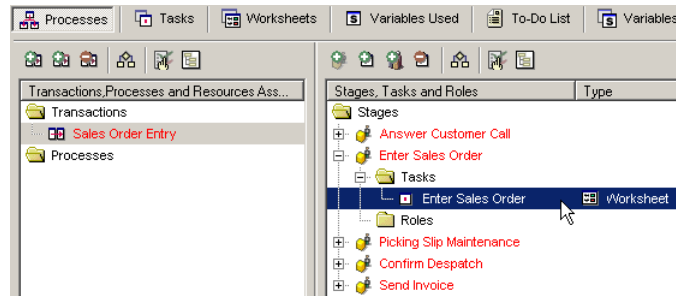 Processes Tasks Worksheets Variables Used To-Do List Variables
Transactions,Processes and Resources Ass...
Transactions
Sales Order Entry
Processes
Stages, Tasks and Roles Type
Stages
Answer Customer Call
Enter Sales Order
Tasks
Enter Sales Order Worksheet
Roles
Picking Slip Maintenance
Confirm Despatch
Send Invoice